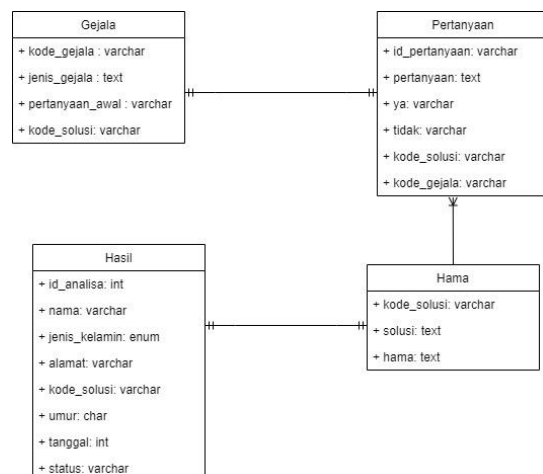 Gejala
+ kode_gejala : varchar
+ jenis_gejala : text
+ pertanyaan_awal : varchar
+ kode_solusi: varchar
Pertanyaan
+ id_pertanyaan: varchar
+ pertanyaan: text
+ ya: varchar
+ tidak: varchar
+ kode_solusi: varchar
+ kode_gejala: varchar
Hasil
+ id_analisa: int
+ nama: varchar
+ jenis_kelamin: enum
+ alamat: varchar
+ kode_solusi: varchar
+ umur: char
+ tanggal: int
+ status: varchar
Hama
+ kode_solusi: varchar
+ solusi: text
+ hama: text